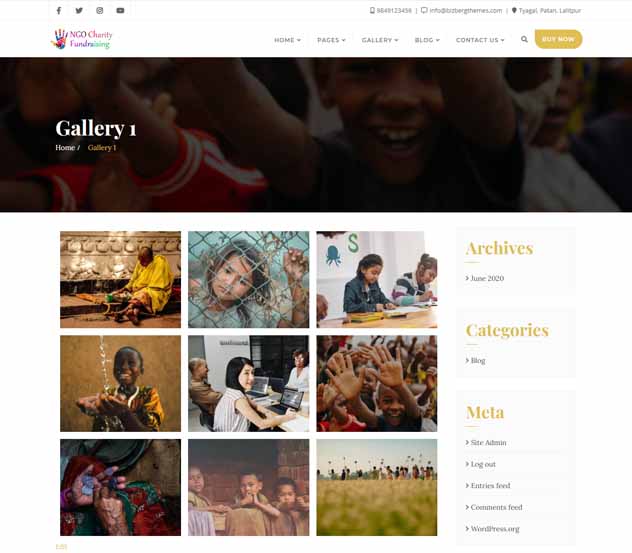 9849123456 | info@bizbergthemes.com | Tyagal, Patan, Lalitpur
NGO Charity
Fundraising
HOME PAGES GALLERY BLOG CONTACT US BUY NOW
Gallery 1
Home / Gallery 1
Archives
June 2020
Categories
Blog
Meta
Site Admin
Log out
Entries feed
Comments feed
WordPress.org
S